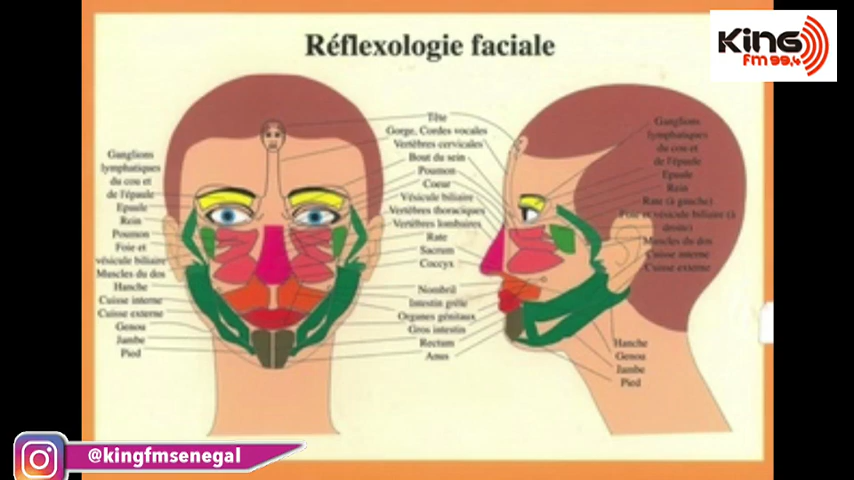 Réflexologie faciale
King
fm 99.4
Tête
Gorge, Cordes vocales
Vertèbres cervicales
Bout du sein
Poumon
Coeur
Vésicule biliaire
Vertèbres thoraciques
Vertèbres lombaires
Rate
Sacrum
Coccyx
Nombril
Intestin grêle
Organes génitaux
Gros intestin
Rectum
Anus
Ganglions
lymphatiques
du cou et
de l'épaule
Epaule
Rein
Poumon
Foie et
vésicule biliaire
Muscles du dos
Hanche
Cuisse interne
Cuisse externe
Genou
Jambe
Pied
Ganglions
lymphatiques
du cou et
de l'épaule
Epaule
Rein
Rate (à gauche)
Foie et vésicule biliaire (à
droite)
Muscles du dos
Cuisse interne
Cuisse externe
Hanche
Genou
Jambe
Pied
@kingfmsenegal